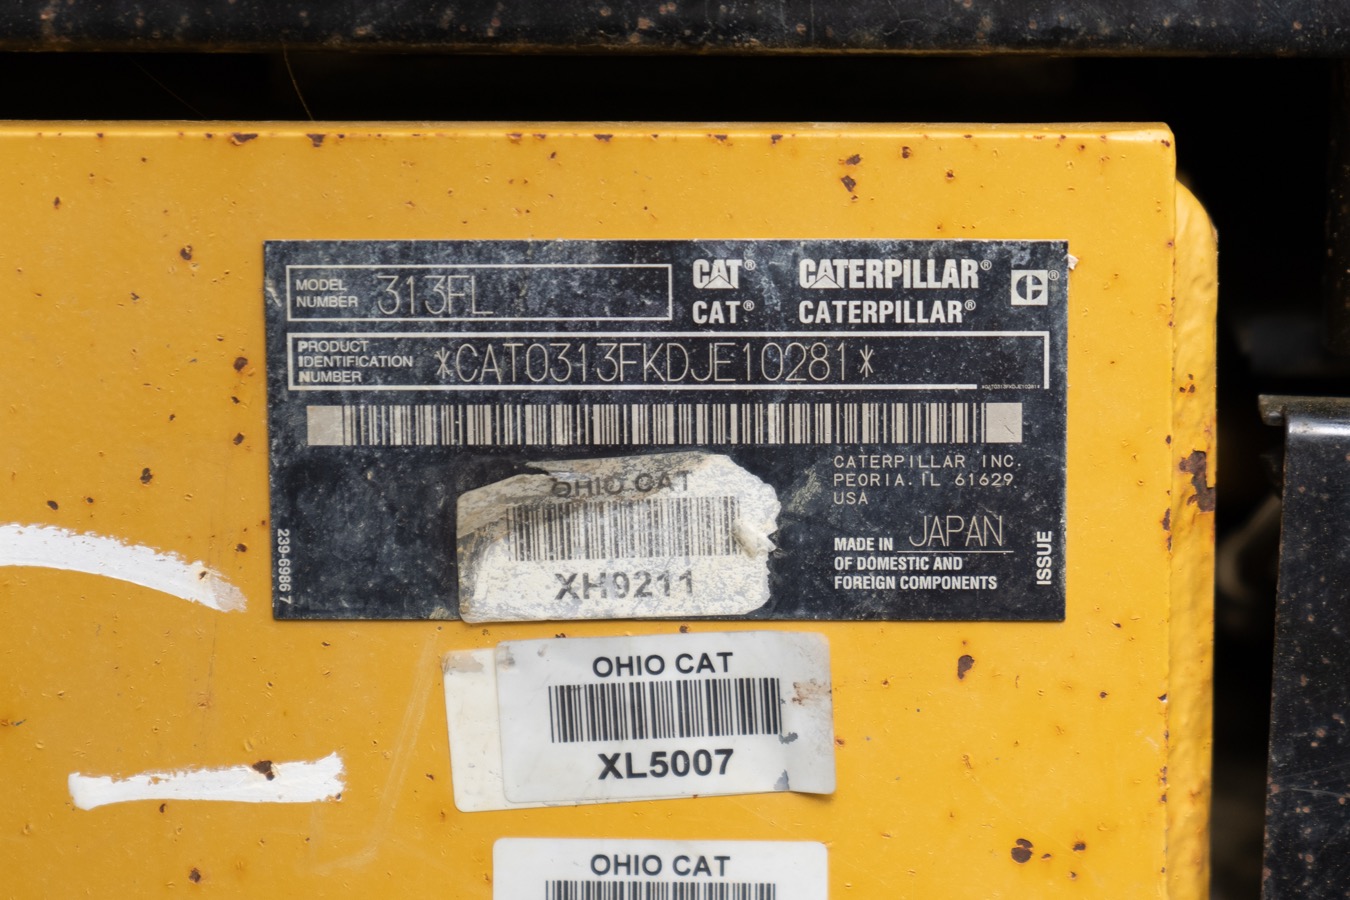 MODEL
NUMBER 313FL
CAT® CATERPILLAR® ®
CAT® CATERPILLAR®
PRODUCT
IDENTIFICATION
NUMBER
*CAT0313FKDJE10281*
*CAT0313FKDJE10281*
CATERPILLAR INC.
PEORIA. IL 61629
USA
MADE IN JAPAN
OF DOMESTIC AND
FOREIGN COMPONENTS
ISSUE
239-6986 7
OHIO CAT
XH9211
OHIO CAT
XL5007
OHIO CAT